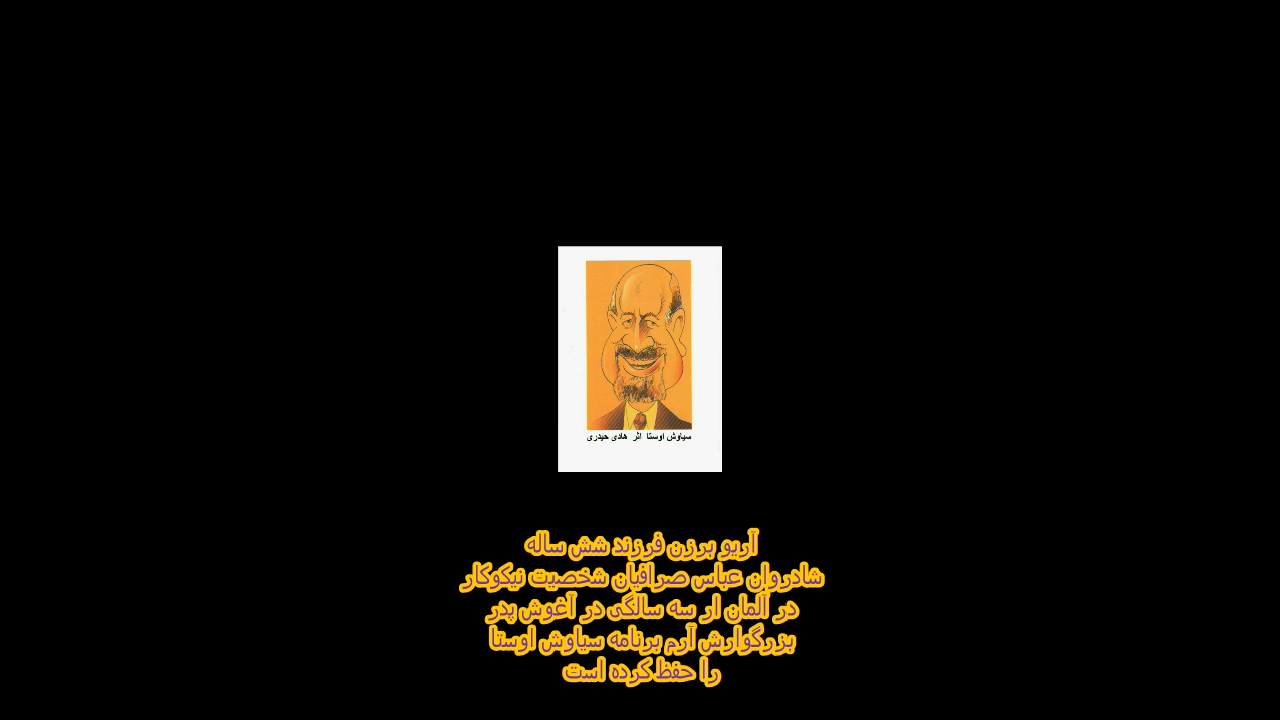 سیاوش اوستا اثر هادی حیدری
آریو برزن فرزند شش ساله
شادروان عباس صرافیان شخصیت نیکوکار
در آلمان ار سه سالگی در آغوش پدر
بزرگوارش آرم برنامه سیاوش اوستا
را حفظ کرده است